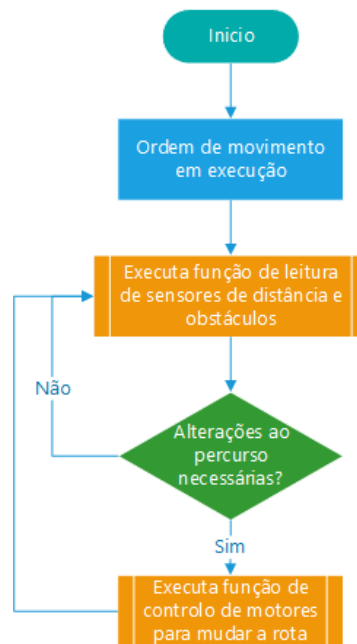 Inicio
Ordem de movimento
em execução
Executa função de leitura
de sensores de distância e
obstáculos
Não
Alterações ao
percurso
necessárias?
Sim
Executa função de
controlo de motores
para mudar a rota